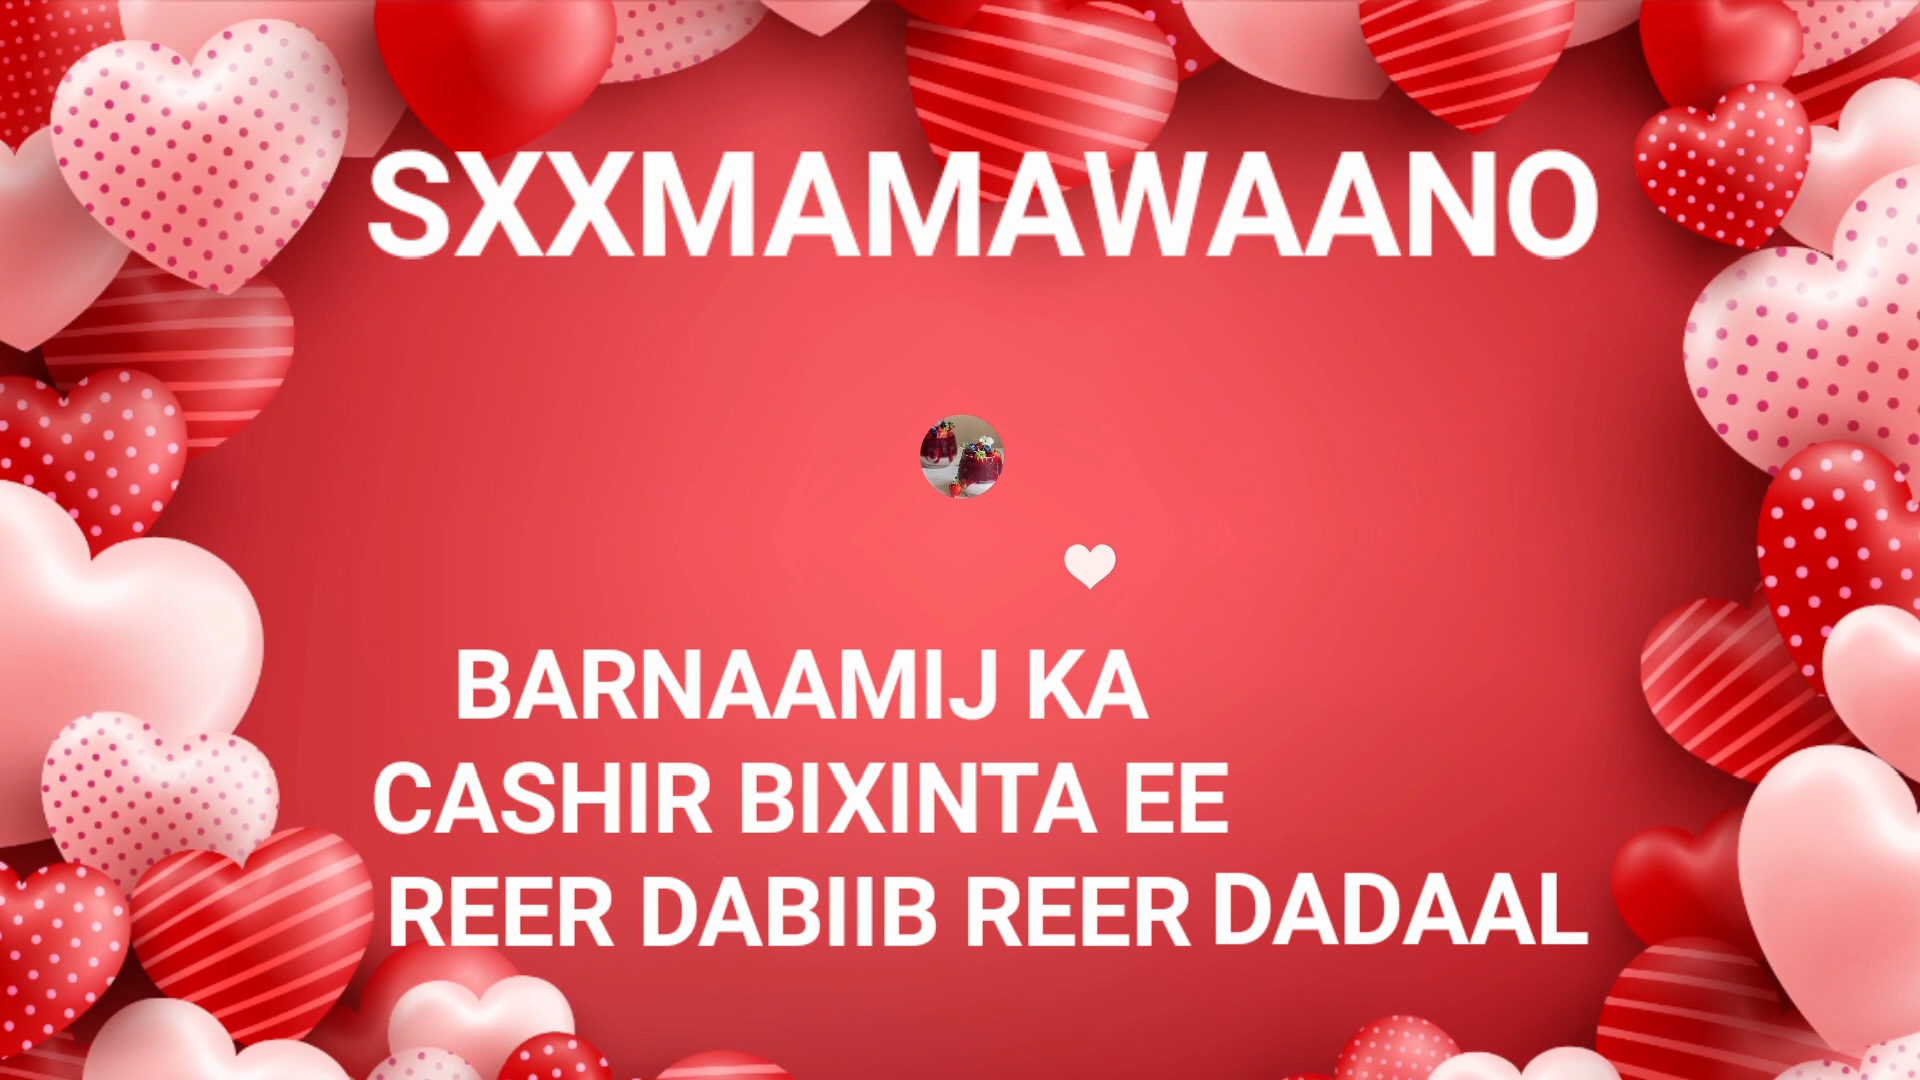 SXXMAMAWAANO
BARNAAMIJ KA
CASHIR BIXINTA EE
REER DABIIB REER DADAAL